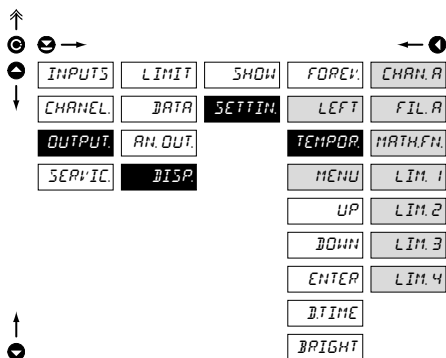 INPUTS LIMIT SHOW FOREV. CHAN. A
CHANEL. DATA SETTIN. LEFT FIL. A
OUTPUT. AN. OUT. TEMPOR. MATH.FN.
SERVIC. DISP. MENU LIM. 1
UP LIM. 2
DOWN LIM. 3
ENTER LIM. 4
D.TIME
BRIGHT